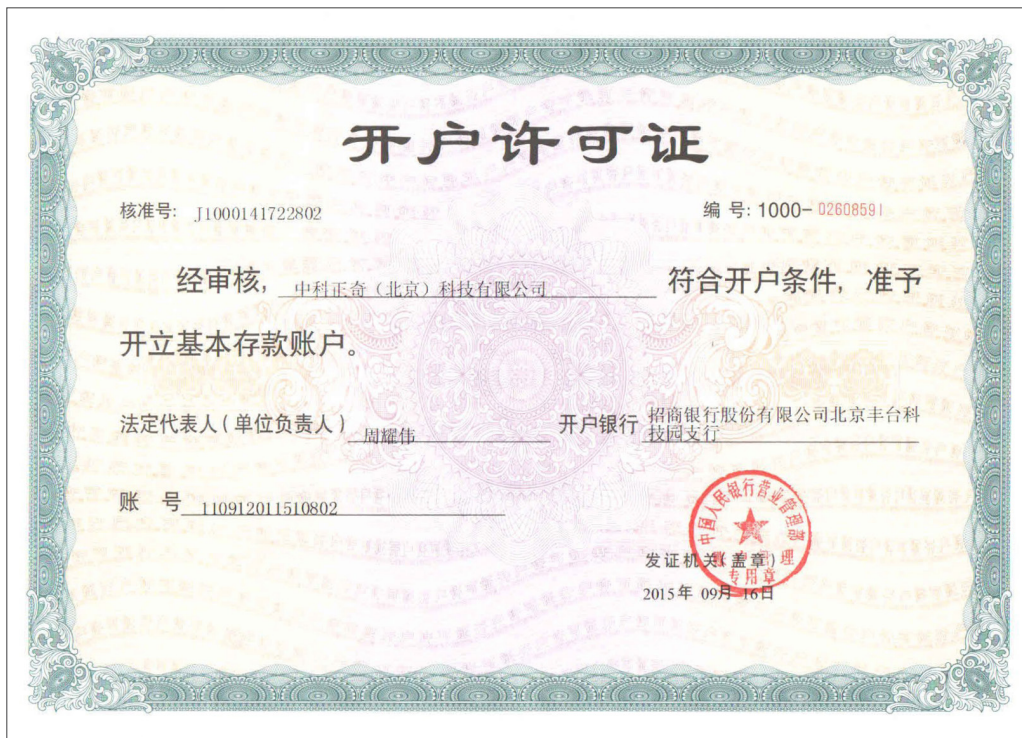 开户许可证
核准号: J1000141722802
编 号: 1000-02608591
经审核, 中科正奇（北京）科技有限公司 符合开户条件, 准予
开立基本存款账户。
法定代表人(单位负责人) 周耀伟
开户银行 招商银行股份有限公司北京丰台科
技园支行
账 号 110912011510802
中国人民银行营业管理部
专用章
发证机关(盖章)
2015年 09月 16日